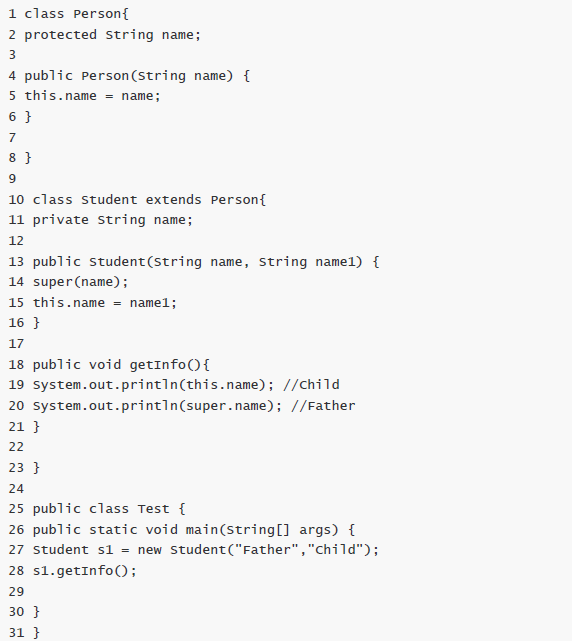 1 class Person{
2 protected String name;
3
4 public Person(String name) {
5 this.name = name;
6 }
7
8 }
9
10 class Student extends Person{
11 private String name;
12
13 public Student(String name, String name1) {
14 super(name);
15 this.name = name1;
16 }
17
18 public void getInfo(){
19 System.out.println(this.name); //Child
20 System.out.println(super.name); //Father
21 }
22
23 }
24
25 public class Test {
26 public static void main(String[] args) {
27 Student s1 = new Student("Father","Child");
28 s1.getInfo();
29
30 }
31 }